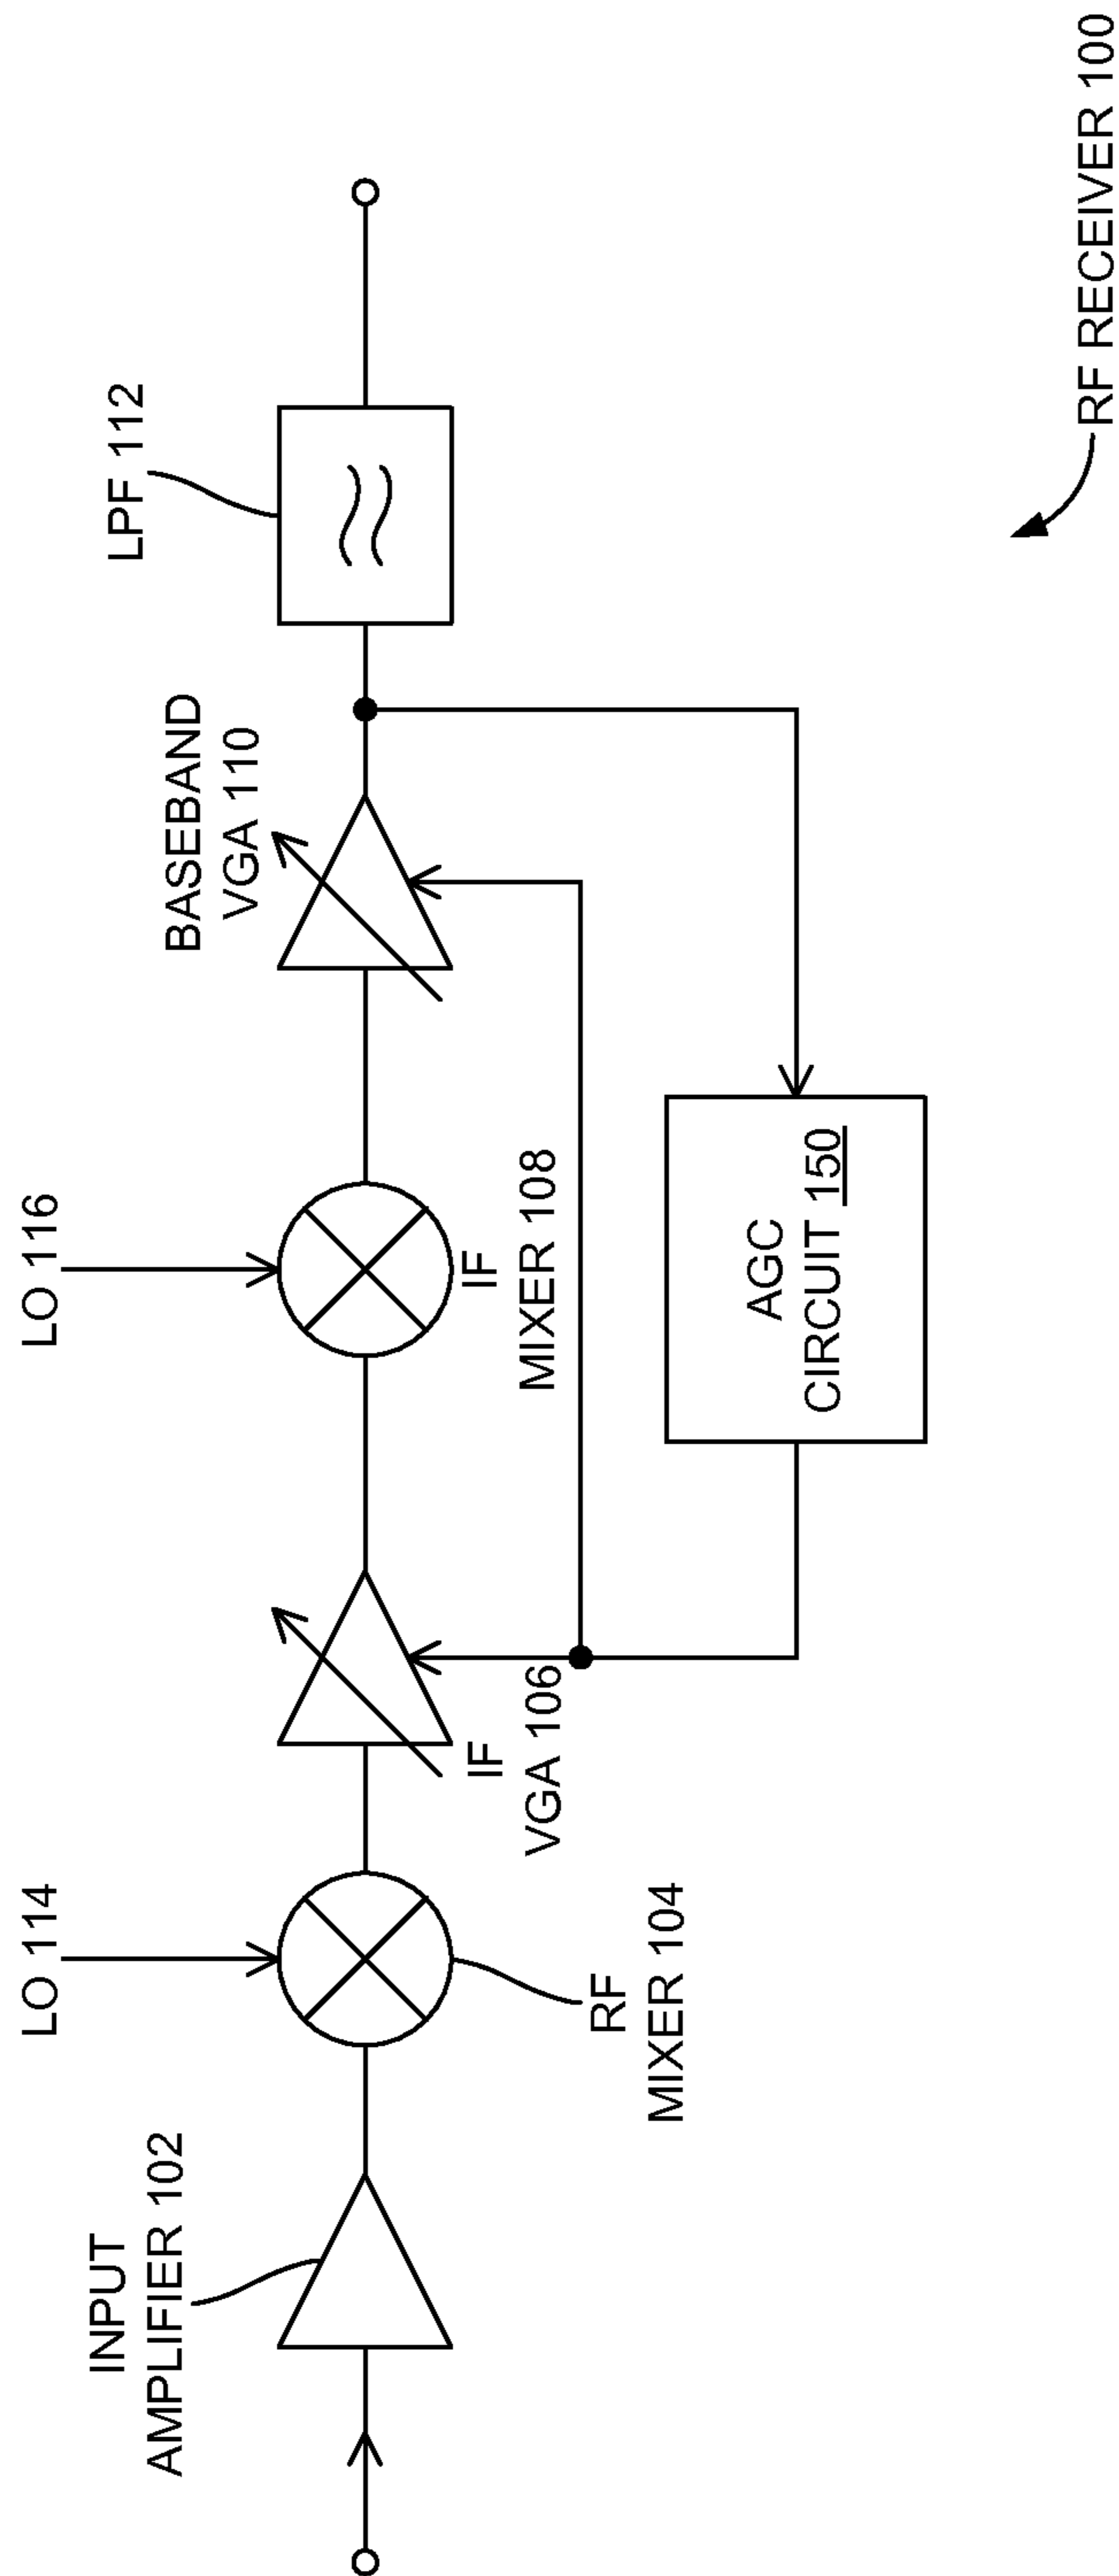 LO 114
LO 116
INPUT
AMPLIFIER 102
BASEBAND
VGA 110
LPF 112
RF
MIXER 104
IF
VGA 106
IF
MIXER 108
AGC
CIRCUIT 150
RF RECEIVER 100